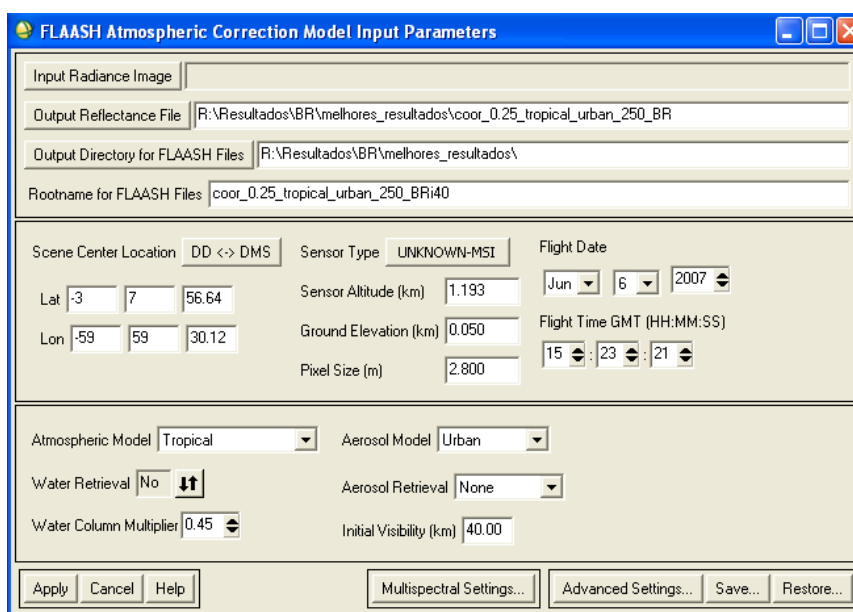 FLAASH Atmospheric Correction Model Input Parameters
Input Radiance Image
Output Reflectance File R:\Resultados\BR\melhores_resultados\coor_0.25_tropical_urban_250_BR
Output Directory for FLAASH Files R:\Resultados\BR\melhores_resultados\
Rootname for FLAASH Files coor_0.25_tropical_urban_250_BRi40
Scene Center Location DD <-> DMS
Lat -3 7 56.64
Lon -59 59 30.12
Sensor Type UNKNOWN-MSI
Sensor Altitude (km) 1.193
Ground Elevation (km) 0.050
Pixel Size (m) 2.800
Flight Date
Jun 6 2007
Flight Time GMT (HH:MM:SS)
15 : 23 : 21
Atmospheric Model Tropical
Water Retrieval No
Water Column Multiplier 0.45
Aerosol Model Urban
Aerosol Retrieval None
Initial Visibility (km) 40.00
Apply Cancel Help Multispectral Settings... Advanced Settings... Save... Restore...